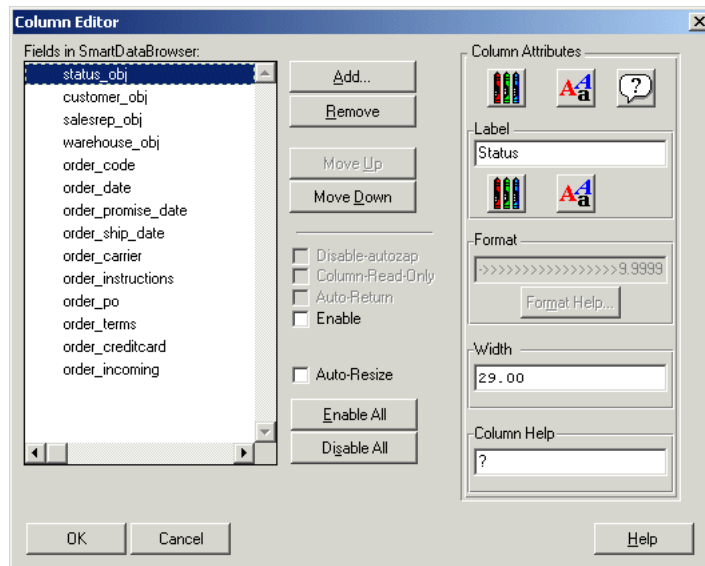 Column Editor
Fields in SmartDataBrowser:
status_obj
customer_obj
salesrep_obj
warehouse_obj
order_code
order_date
order_promise_date
order_ship_date
order_carrier
order_instructions
order_po
order_terms
order_creditcard
order_incoming
Add...
Remove
Move Up
Move Down
Disable-autozap
Column-Read-Only
Auto-Return
Enable
Auto-Resize
Enable All
Disable All
Column Attributes
AAa
?
Label
Status
AAa
Format
->>>>>>>>>>>>>>>>>9.9999
Format Help...
Width
29.00
Column Help
?
OK
Cancel
Help